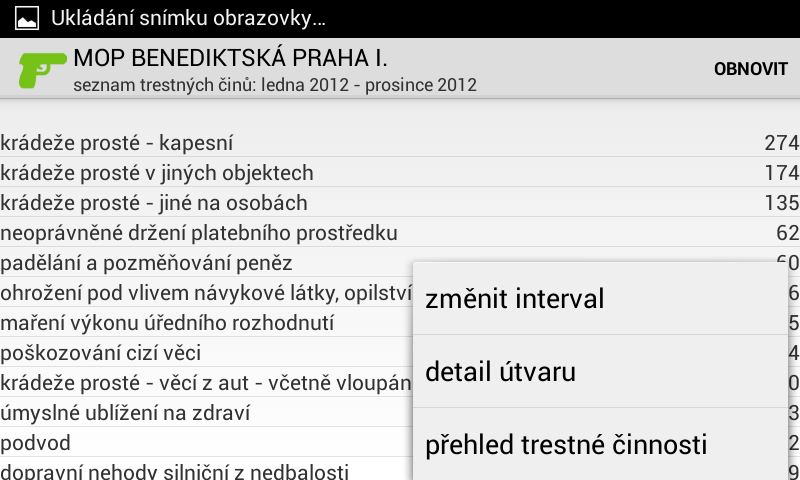 Ukládání snímku obrazovky...
MOP BENEDIKTSKÁ PRAHA I.
seznam trestných činů: ledna 2012 - prosince 2012
OBNOVIT
krádeže prosté - kapesní 274
krádeže prosté v jiných objektech 174
krádeže prosté - jiné na osobách 135
neoprávněné držení platebního prostředku 62
padělání a pozměňování peněz 60
ohrožení pod vlivem návykové látky, opilství 6
maření výkonu úředního rozhodnutí 5
poškozování cizí věci 4
krádeže prosté - věcí z aut - včetně vloupán 0
úmyslné ublížení na zdraví 3
podvod 2
dopravní nehody silniční z nedbalosti 9
změnit interval
detail útvaru
přehled trestné činnosti